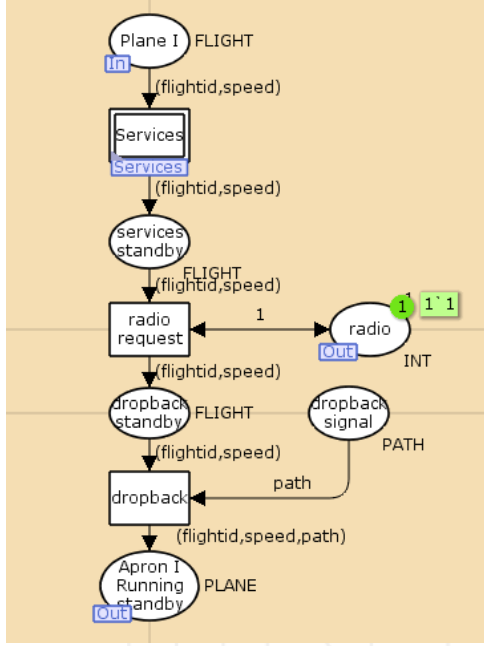 Plane I
FLIGHT
In
(flightid,speed)
Services
Services
(flightid,speed)
services
standby
FLIGHT
(flightid,speed)
radio
request
1
radio
1
1
1`1
Out
INT
(flightid,speed)
dropback
standby
FLIGHT
dropback
signal
PATH
(flightid,speed)
dropback
path
(flightid,speed,path)
Apron I
Running
standby
PLANE
Out